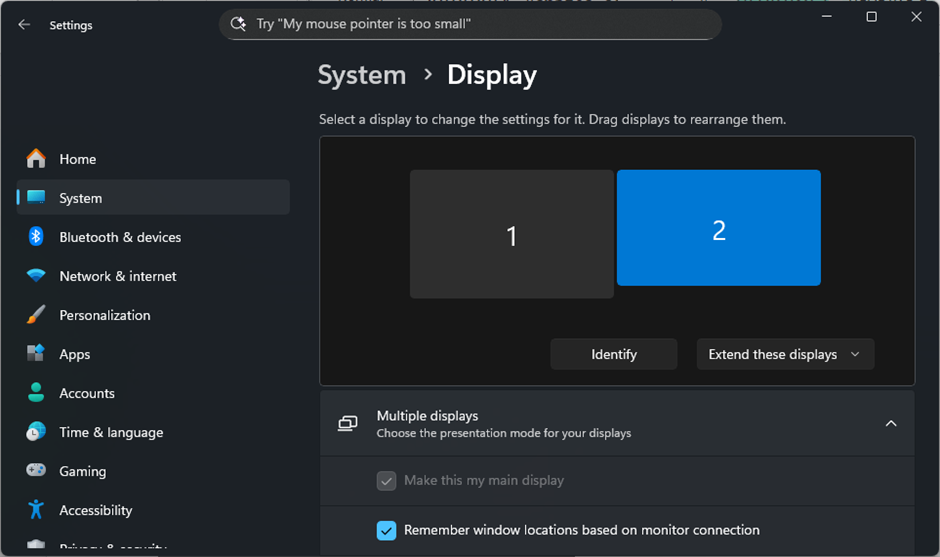 Settings
Try "My mouse pointer is too small"
System › Display
Select a display to change the settings for it. Drag displays to rearrange them.
Home
System
Bluetooth & devices
Network & internet
Personalization
Apps
Accounts
Time & language
Gaming
Accessibility
Privacy & security
1
2
Identify
Extend these displays
Multiple displays
Choose the presentation mode for your displays
Make this my main display
Remember window locations based on monitor connection